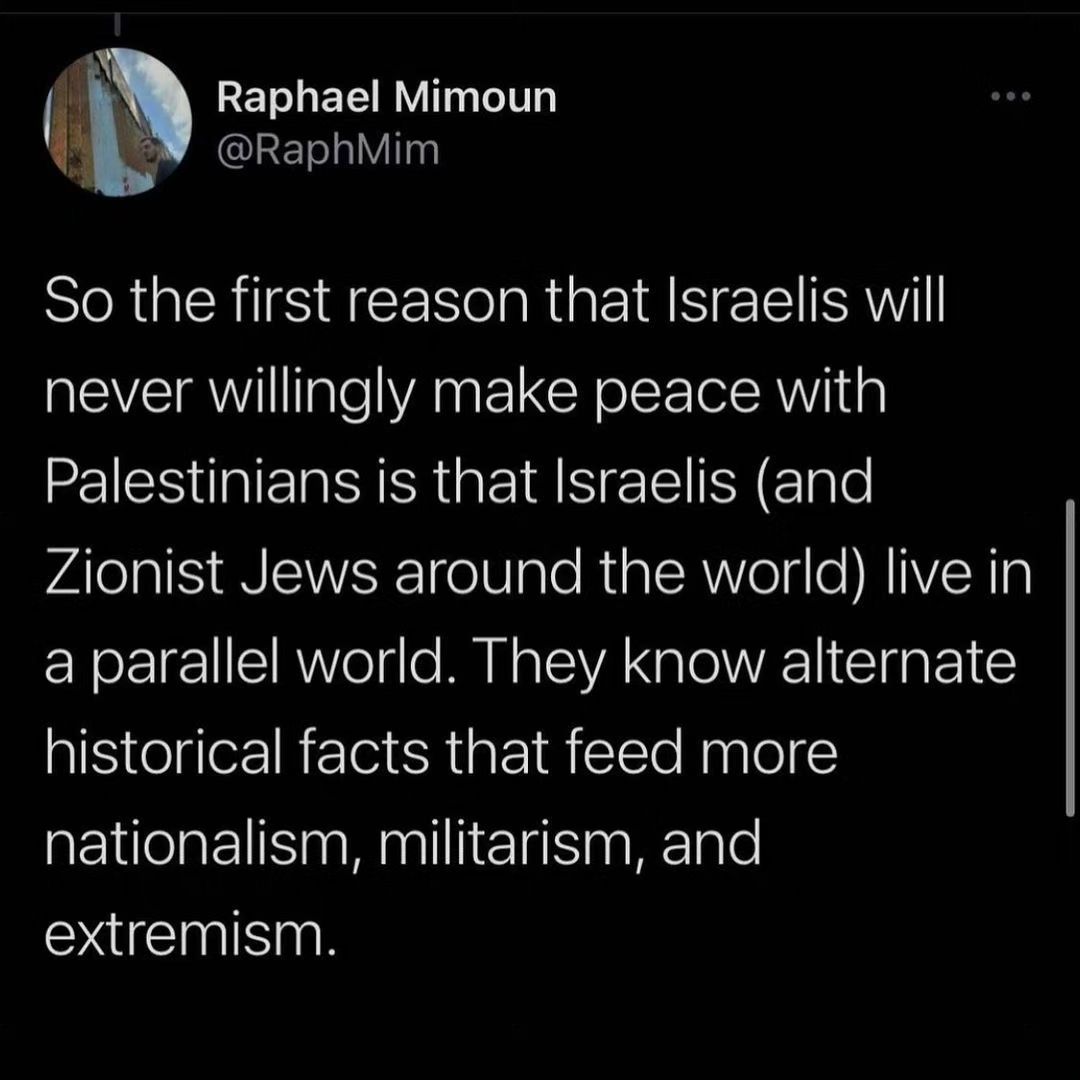 Raphael Mimoun
@RaphMim
So the first reason that Israelis will
never willingly make peace with
Palestinians is that Israelis (and
Zionist Jews around the world) live in
a parallel world. They know alternate
historical facts that feed more
nationalism, militarism, and
extremism.